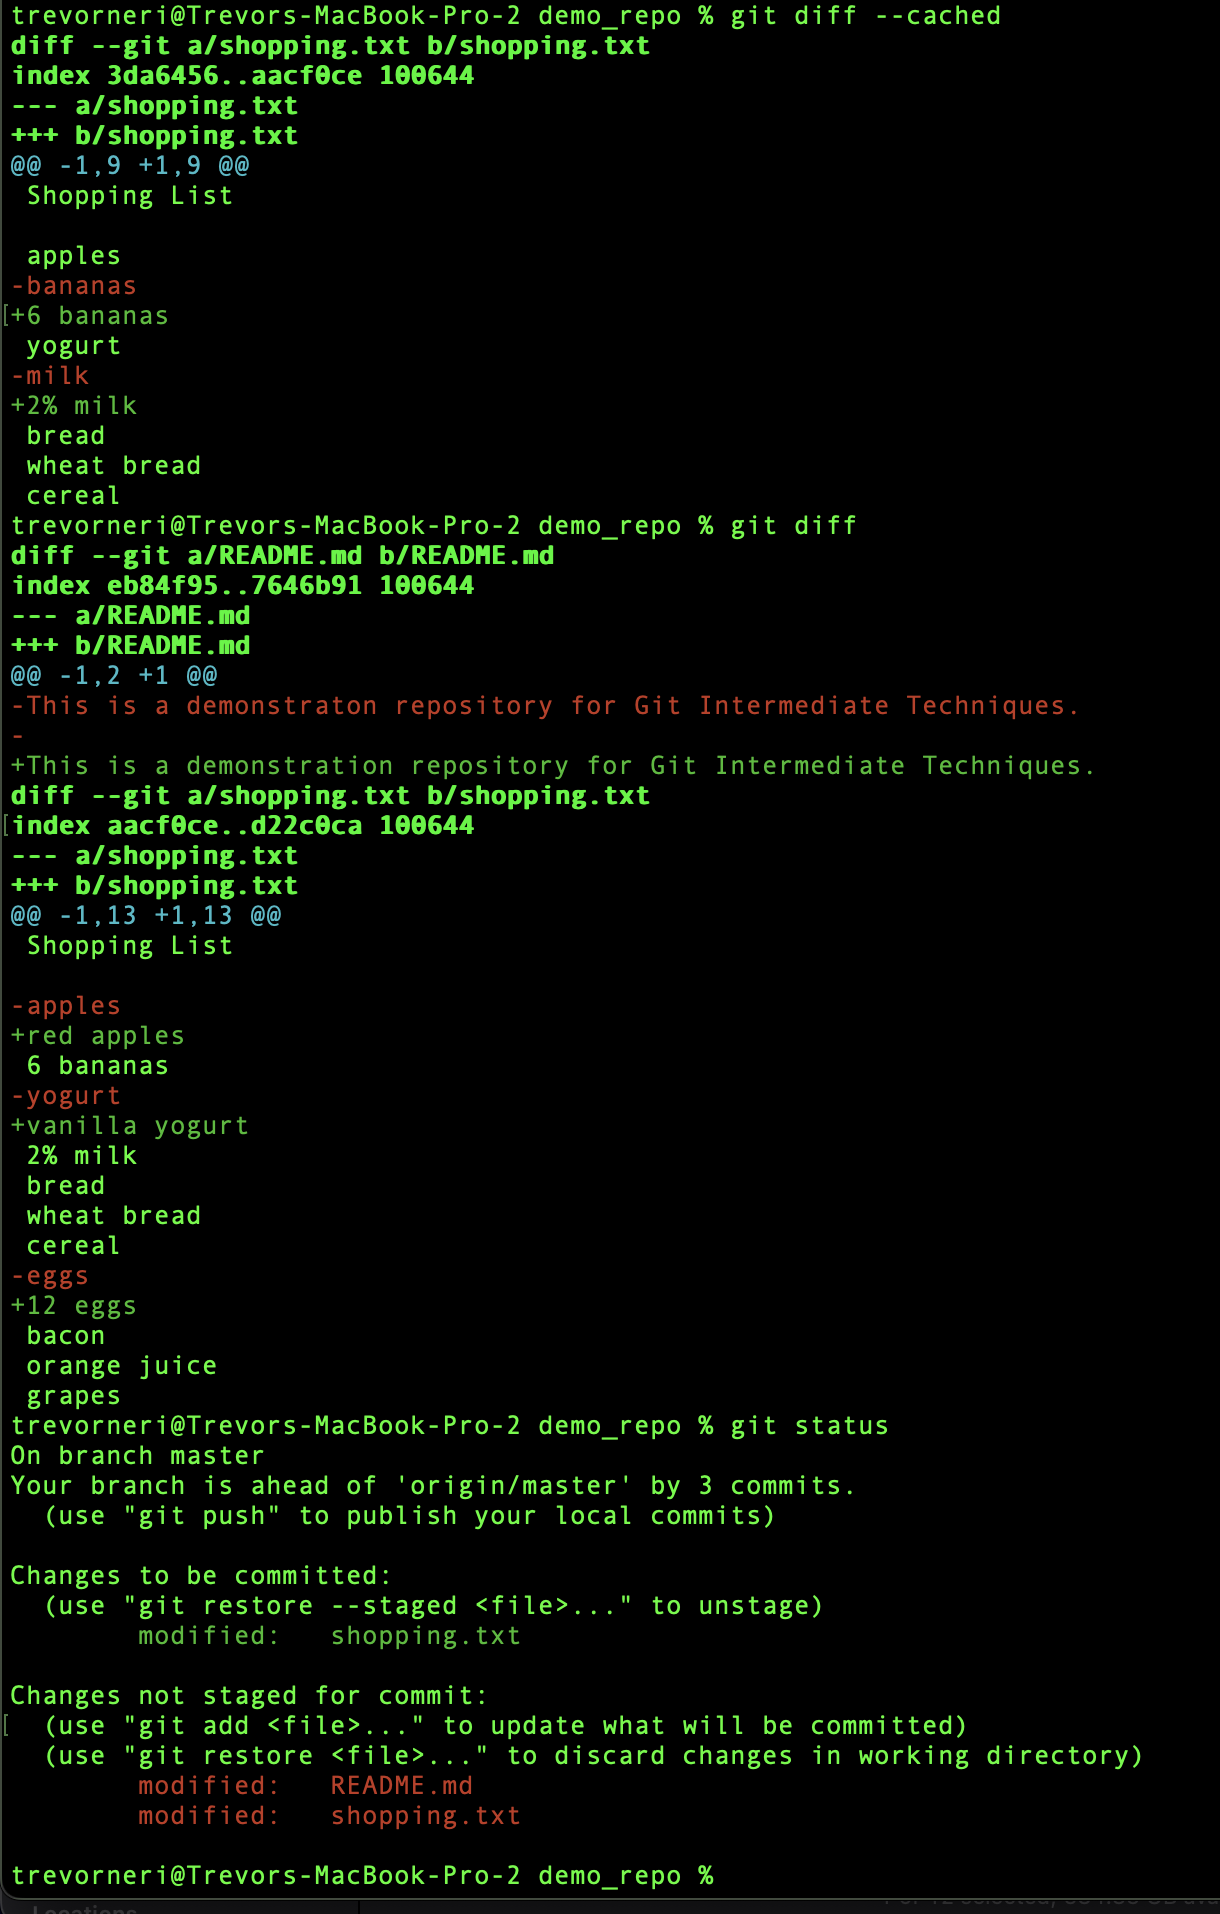 trevorneri@Trevors-MacBook-Pro-2 demo_repo % git diff --cached
diff --git a/shopping.txt b/shopping.txt
index 3da6456..aacf0ce 100644
--- a/shopping.txt
+++ b/shopping.txt
@@ -1,9 +1,9 @@
 Shopping List

 apples
-bananas
[+6 bananas
 yogurt
-milk
+2% milk
 bread
 wheat bread
 cereal
trevorneri@Trevors-MacBook-Pro-2 demo_repo % git diff
diff --git a/README.md b/README.md
index eb84f95..7646b91 100644
--- a/README.md
+++ b/README.md
@@ -1,2 +1 @@
-This is a demonstraton repository for Git Intermediate Techniques.
-
+This is a demonstration repository for Git Intermediate Techniques.
diff --git a/shopping.txt b/shopping.txt
[index aacf0ce..d22c0ca 100644
--- a/shopping.txt
+++ b/shopping.txt
@@ -1,13 +1,13 @@
 Shopping List

-apples
+red apples
 6 bananas
-yogurt
+vanilla yogurt
 2% milk
 bread
 wheat bread
 cereal
-eggs
+12 eggs
 bacon
 orange juice
 grapes
trevorneri@Trevors-MacBook-Pro-2 demo_repo % git status
On branch master
Your branch is ahead of 'origin/master' by 3 commits.
  (use "git push" to publish your local commits)

Changes to be committed:
  (use "git restore --staged <file>..." to unstage)
        modified:   shopping.txt

Changes not staged for commit:
[ (use "git add <file>..." to update what will be committed)
  (use "git restore <file>..." to discard changes in working directory)
        modified:   README.md
        modified:   shopping.txt

trevorneri@Trevors-MacBook-Pro-2 demo_repo %
Locations